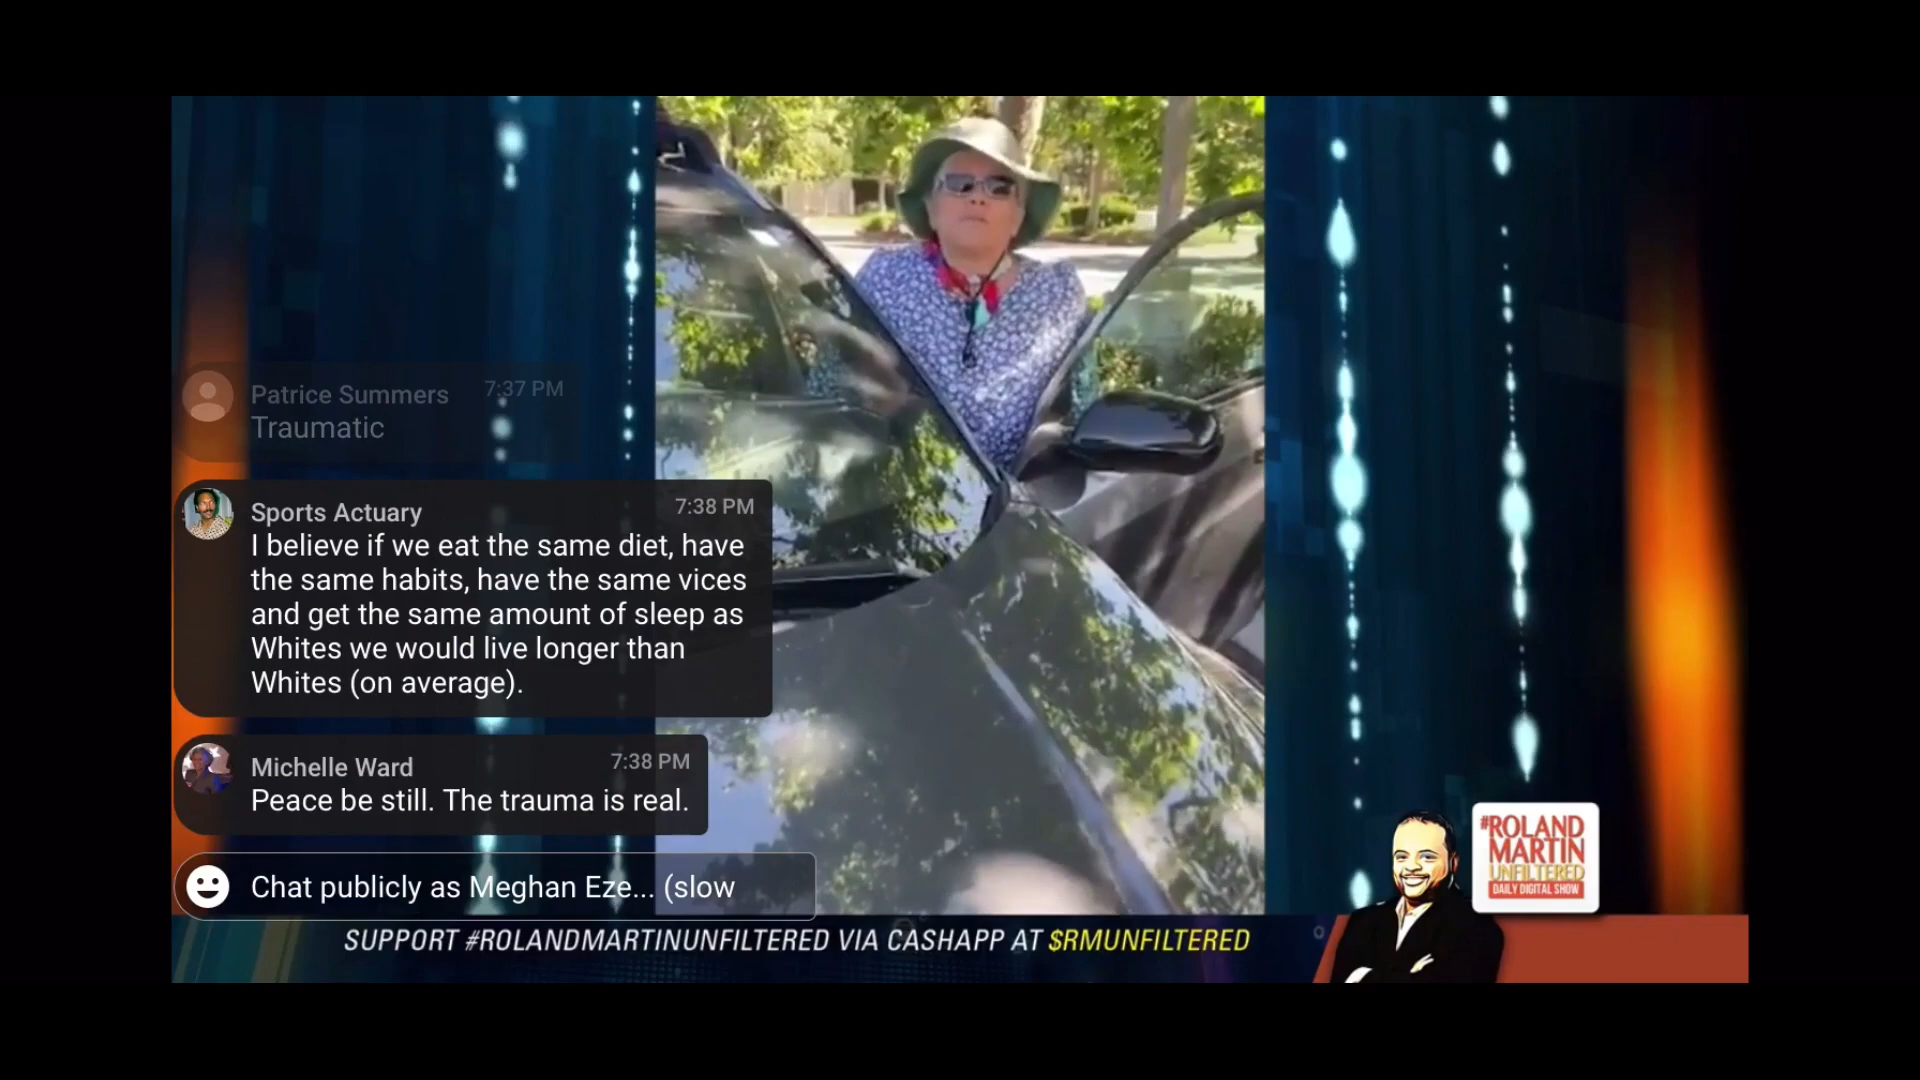 Patrice Summers 7:37 PM
Traumatic
Sports Actuary 7:38 PM
I believe if we eat the same diet, have
the same habits, have the same vices
and get the same amount of sleep as
Whites we would live longer than
Whites (on average).
Michelle Ward 7:38 PM
Peace be still. The trauma is real.
Chat publicly as Meghan Eze... (slow
#ROLAND
MARTIN
UNFILTERED
DAILY DIGITAL SHOW
SUPPORT #ROLANDMARTINUNFILTERED VIA CASHAPP AT $RMUNFILTERED